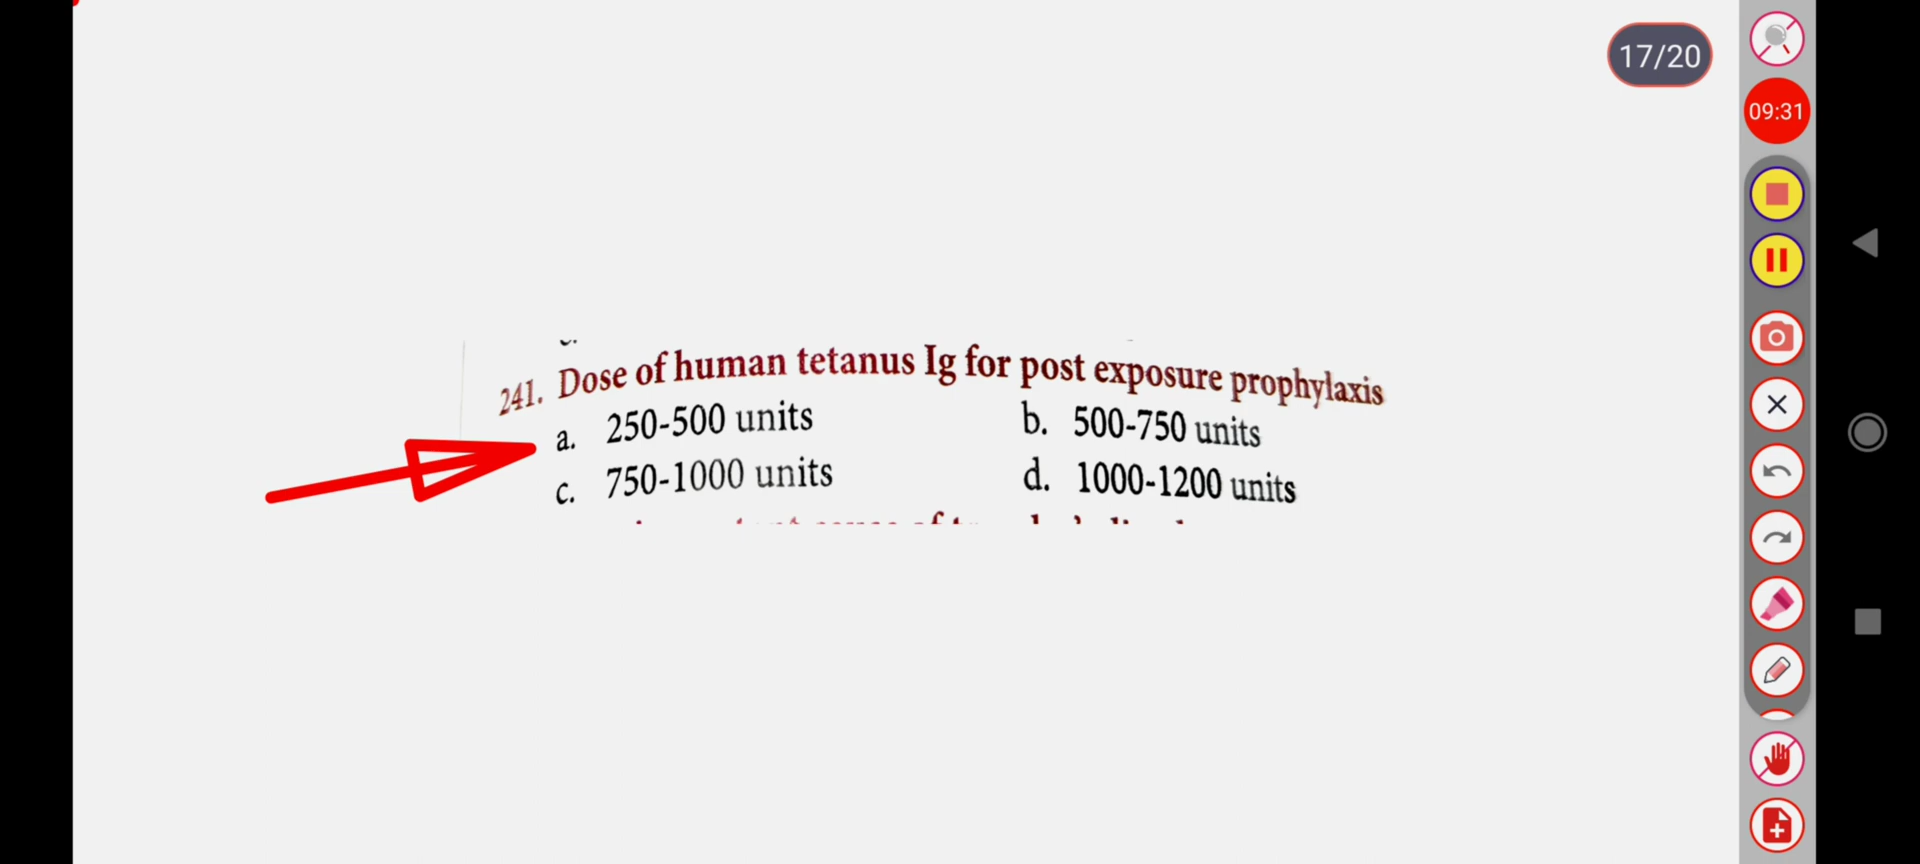 17/20
09:31
241. Dose of human tetanus Ig for post exposure prophylaxis
a. 250-500 units b. 500-750 units
c. 750-1000 units d. 1000-1200 units